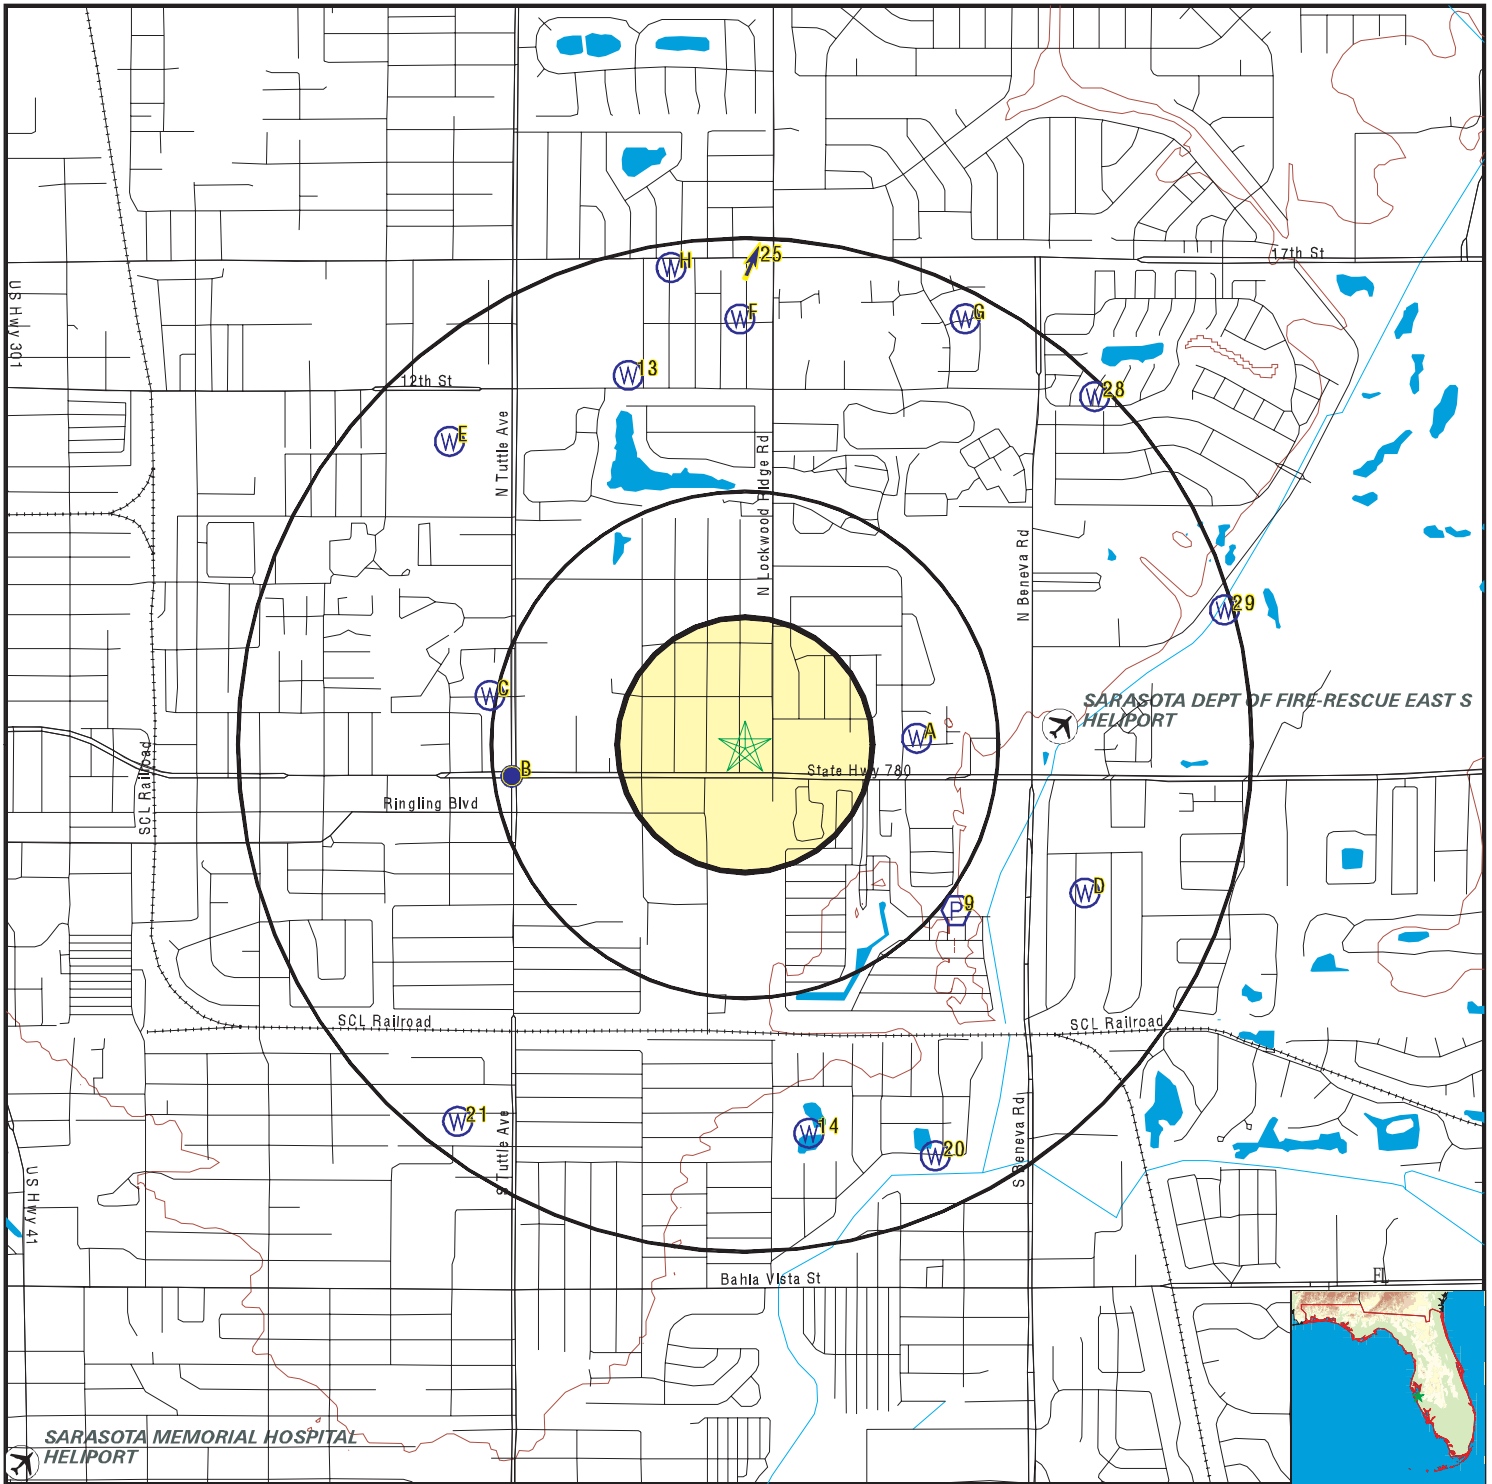 25
17th St
W H
US Hwy 301
W F
W G
W 13
12th St
W 28
W E
N Tuttle Ave
N Lockwood Ridge Rd
N Beneva Rd
W 29
W C
SARASOTA DEPT OF FIRE-RESCUE EAST S
HELIPORT
W A
B
State Hwy 780
SCL Railroad
Ringling Blvd
W D
P 9
SCL Railroad
SCL Railroad
W 21
S Tuttle Ave
W 14
W 20
S Beneva Rd
US Hwy 41
Bahia Vista St
FL
SARASOTA MEMORIAL HOSPITAL
HELIPORT